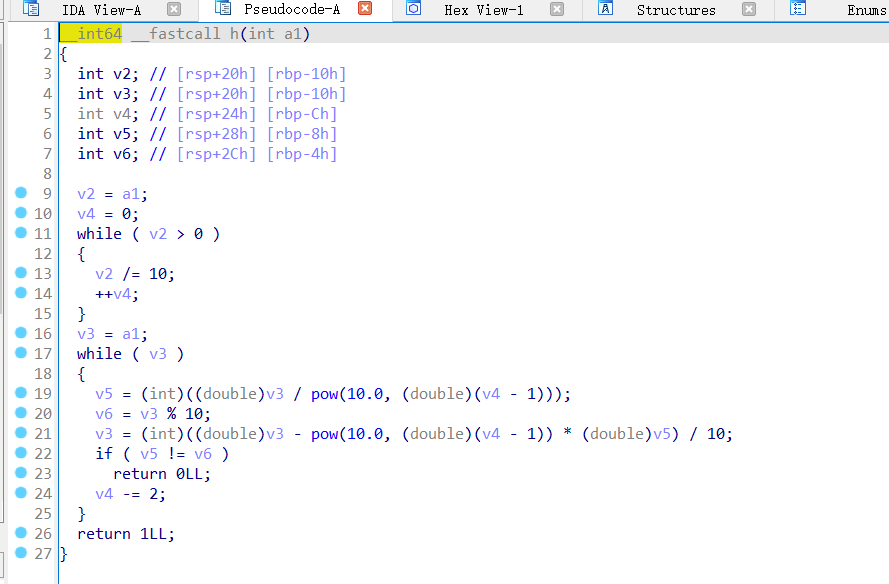 IDA View-A Pseudocode-A Hex View-1 Structures Enums
1 __int64 __fastcall h(int a1)
2 {
3 int v2; // [rsp+20h] [rbp-10h]
4 int v3; // [rsp+20h] [rbp-10h]
5 int v4; // [rsp+24h] [rbp-Ch]
6 int v5; // [rsp+28h] [rbp-8h]
7 int v6; // [rsp+2Ch] [rbp-4h]
8
9 v2 = a1;
10 v4 = 0;
11 while ( v2 > 0 )
12 {
13 v2 /= 10;
14 ++v4;
15 }
16 v3 = a1;
17 while ( v3 )
18 {
19 v5 = (int)((double)v3 / pow(10.0, (double)(v4 - 1)));
20 v6 = v3 % 10;
21 v3 = (int)((double)v3 - pow(10.0, (double)(v4 - 1)) * (double)v5) / 10;
22 if ( v5 != v6 )
23 return 0LL;
24 v4 -= 2;
25 }
26 return 1LL;
27 }